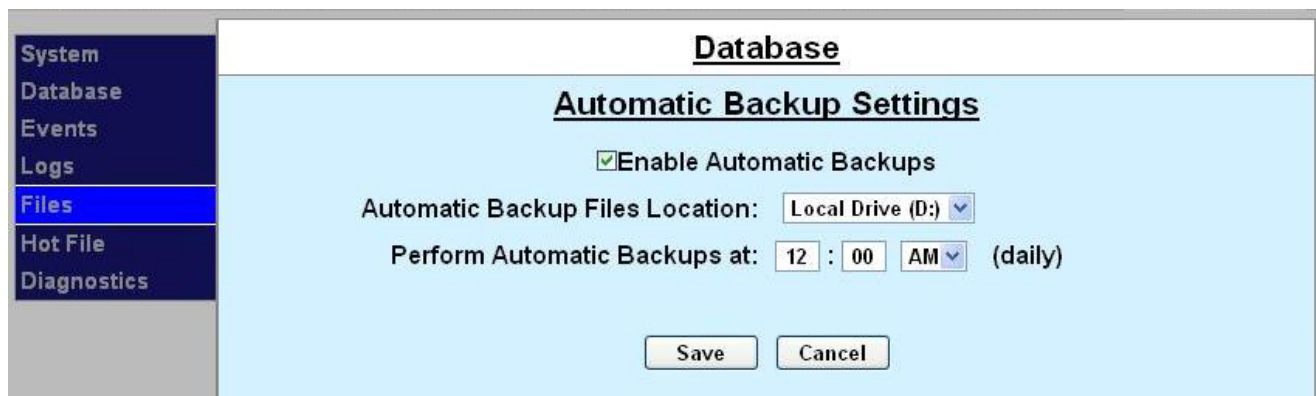 System
Database
Events
Logs
Files
Hot File
Diagnostics
Database
Automatic Backup Settings
Enable Automatic Backups
Automatic Backup Files Location: Local Drive (D:)
Perform Automatic Backups at: 12 : 00 AM (daily)
Save Cancel